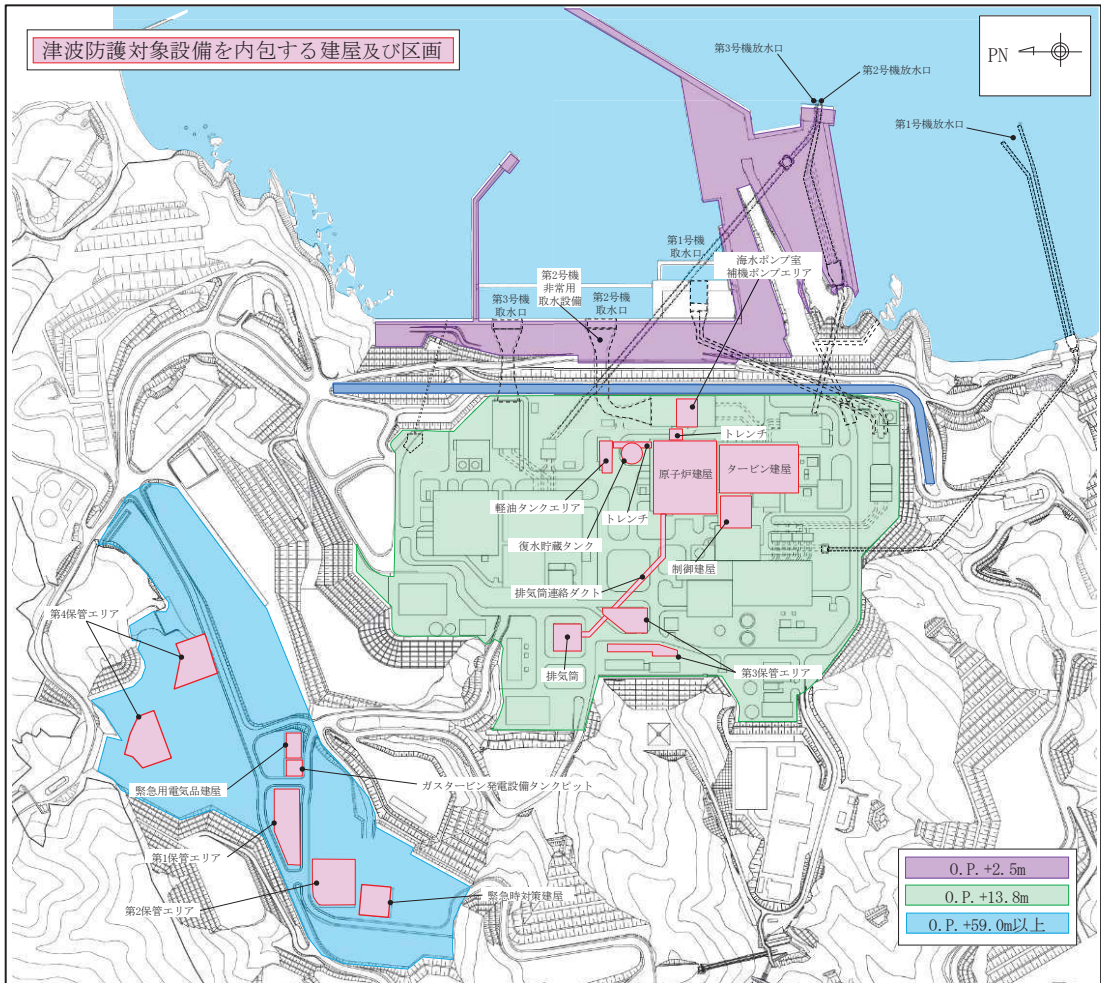 津波防護対象設備を内包する建屋及び区画
PN
第3号機放水口
第2号機放水口
第1号機放水口
第1号機
取水口
海水ポンプ室
補機ポンプエリア
第2号機
非常用
取水設備
第3号機
取水口
第2号機
取水口
トレンチ
原子炉建屋
タービン建屋
軽油タンクエリア
トレンチ
復水貯蔵タンク
制御建屋
排気筒連絡ダクト
第4保管エリア
排気筒
第3保管エリア
緊急用電気品建屋
ガスタービン発電設備タンクピット
第1保管エリア
第2保管エリア
緊急時対策建屋
O.P.+2.5m
O.P.+13.8m
O.P.+59.0m以上